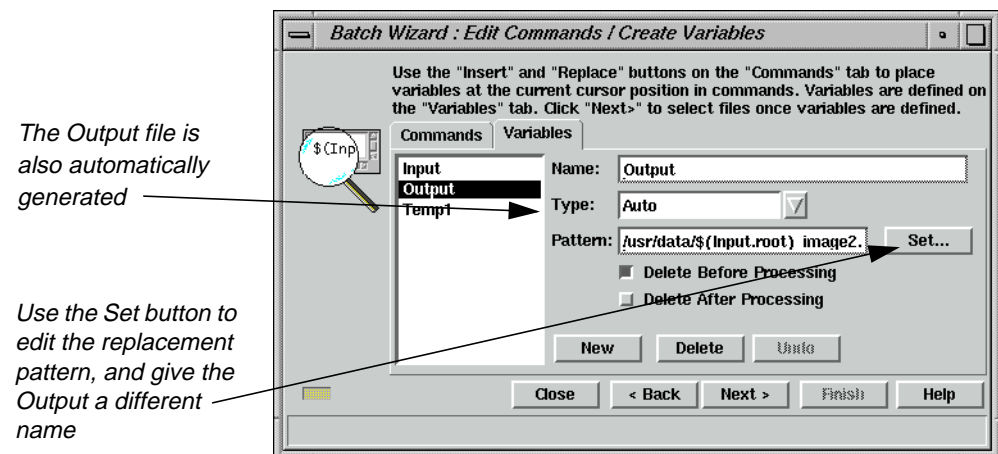 Batch Wizard : Edit Commands / Create Variables
Use the "Insert" and "Replace" buttons on the "Commands" tab to place
variables at the current cursor position in commands. Variables are defined on
the "Variables" tab. Click "Next>" to select files once variables are defined.
The Output file is
also automatically
generated
$(Inp
Commands
Variables
Input
Output
Temp1
Name:
Output
Type:
Auto
Pattern:
/usr/data/$(Input.root) image2.
Set...
Delete Before Processing
Delete After Processing
Use the Set button to
edit the replacement
pattern, and give the
Output a different
name
New
Delete
Undo
Close
< Back
Next >
Finish
Help